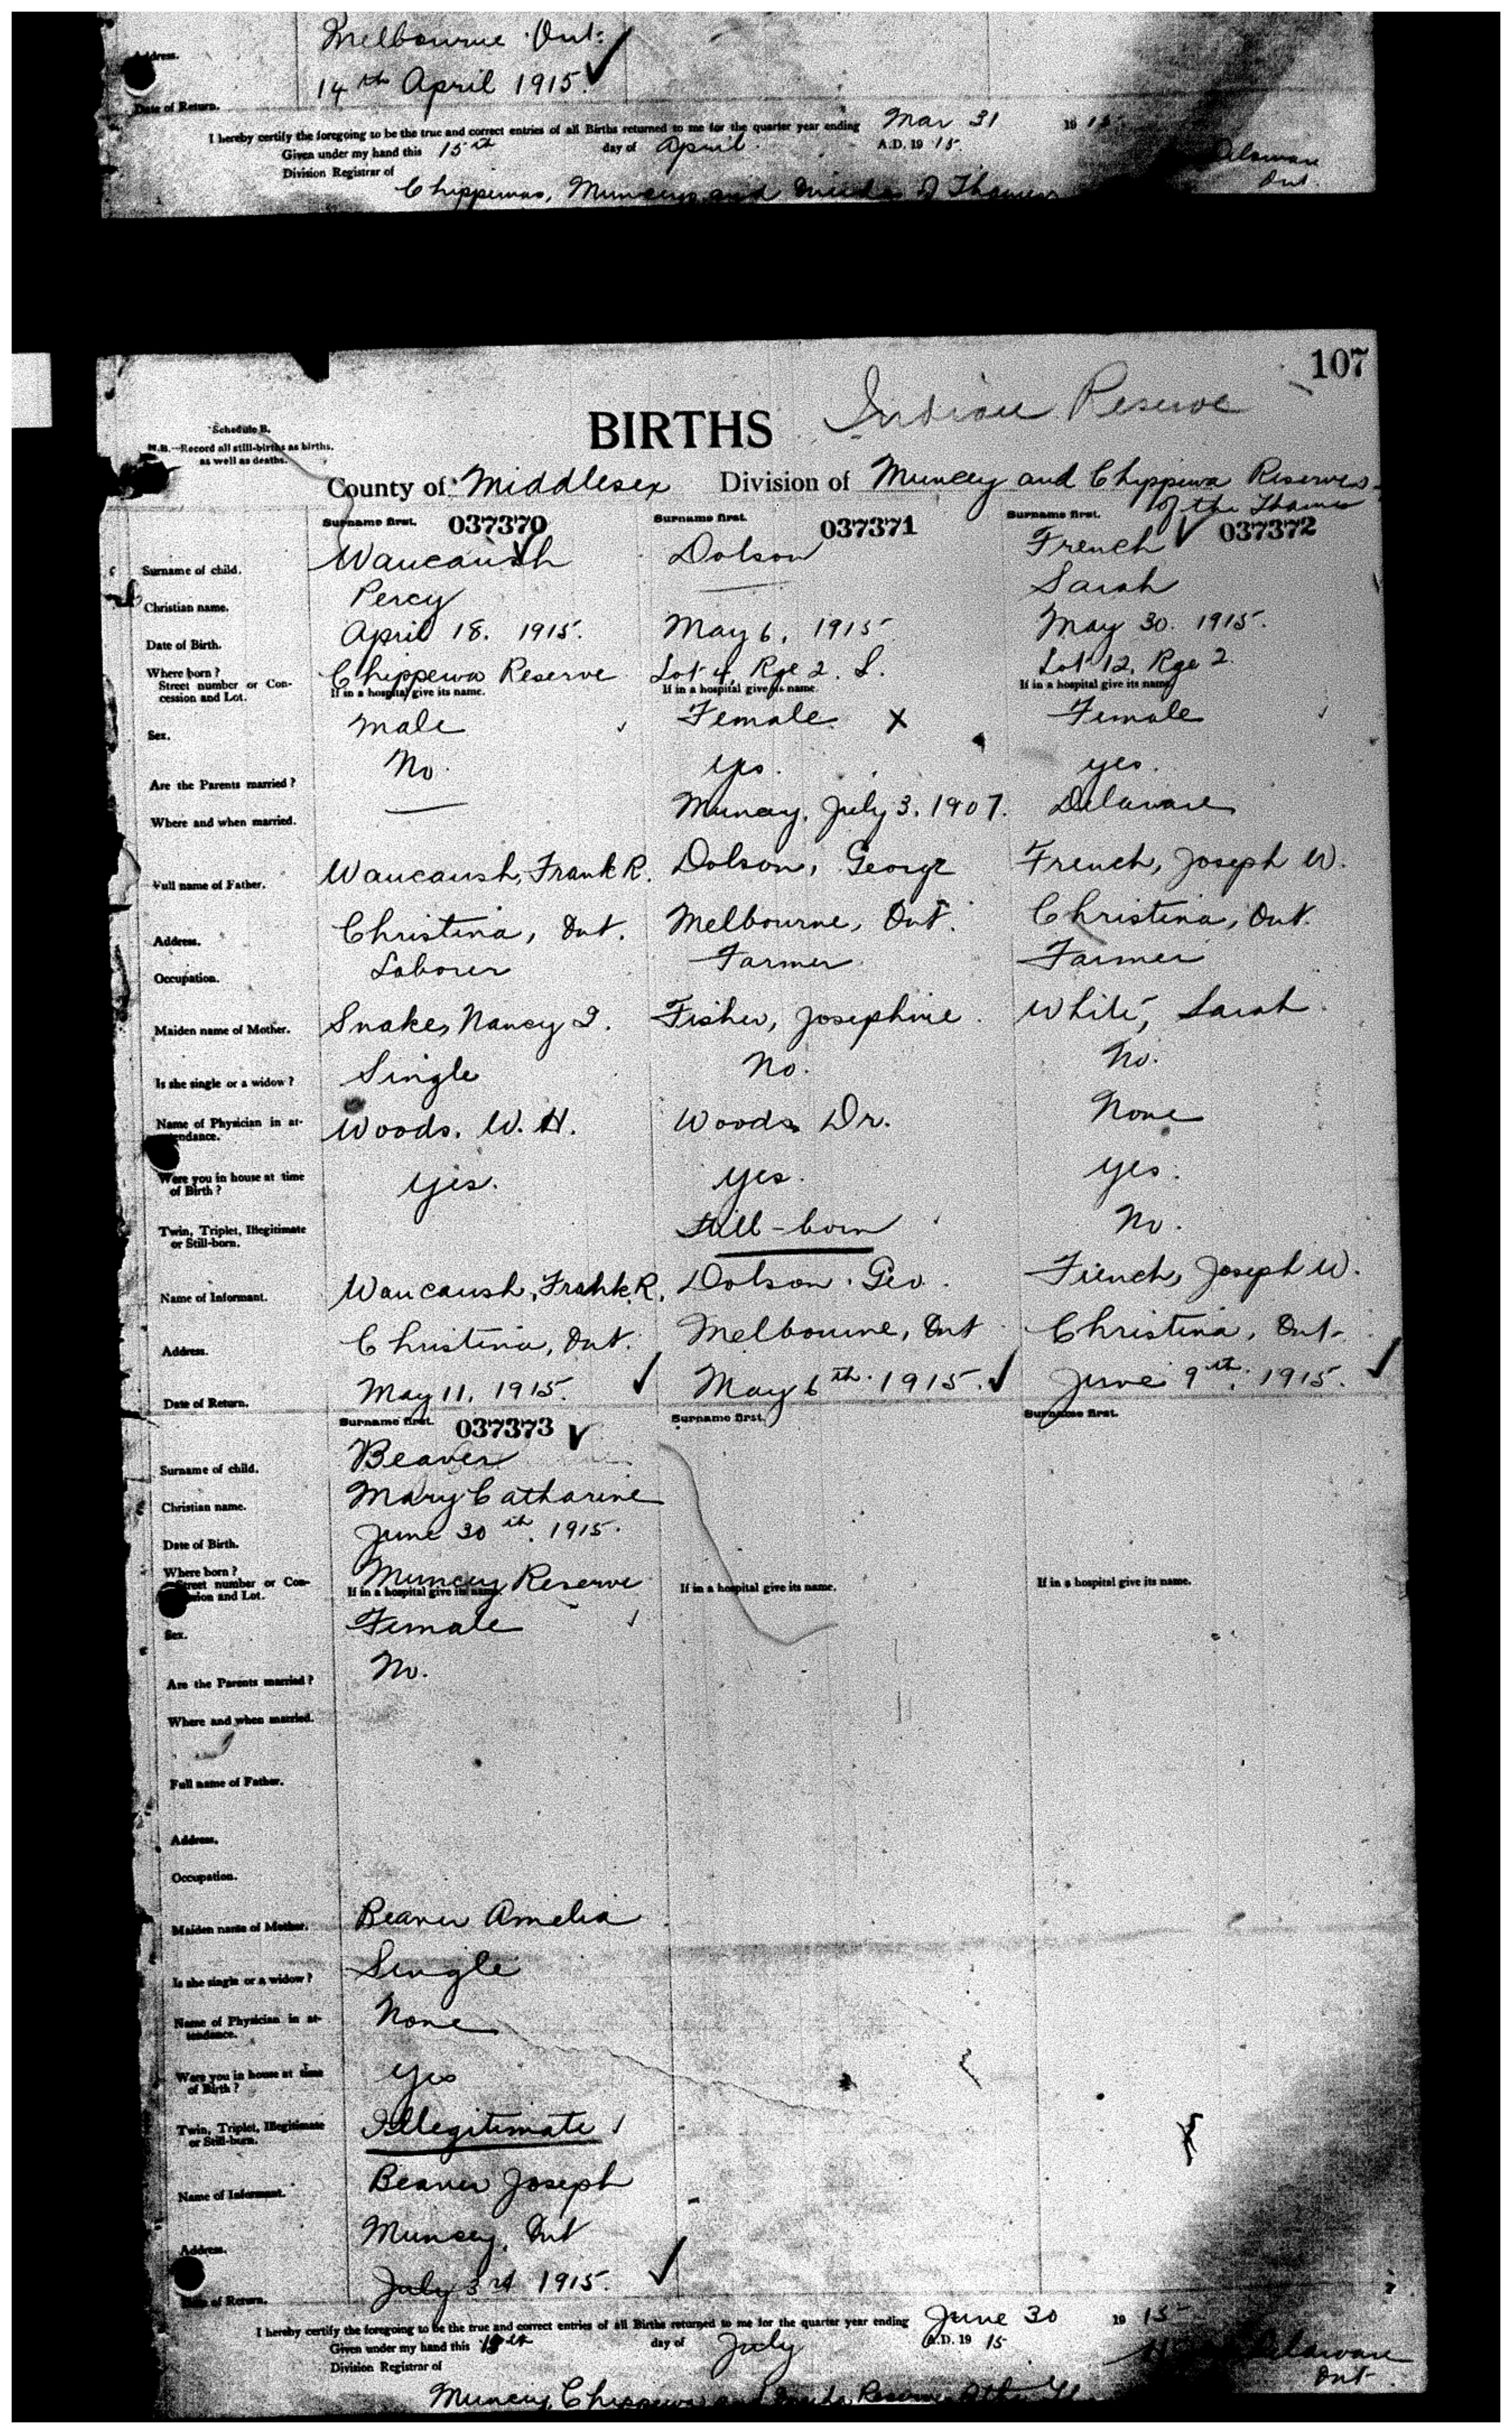 Address. Melbourne Ont.
Date of Return. 14th April 1915.
I hereby certify the foregoing to be the true and correct entries of all Births returned to me for the quarter year ending Mar 31 1915
Given under my hand this 15th day of April A.D. 1915
Division Registrar of Delaware
Chippewas, Munceys and of Thames Ont.
107
Schedule B.
N.B.—Record all still-births as births, as well as deaths.
BIRTHS Indian Reserve
County of Middlesex Division of Muncey and Chippewa Reserves
of the Thames
Surname first. 037370 Surname first. 037371 Surname first. 037372
Surname of child. Waucaush Dolson French
Christian name. Percy — Sarah
Date of Birth. April 18. 1915. May 6, 1915 May 30. 1915.
Where born? Street number or Concession and Lot. Chippewa Reserve Lot 4, Rge 2. S. Lot 12, Rge 2.
If in a hospital give its name. If in a hospital give its name. If in a hospital give its name.
Sex. Male Female X Female
Are the Parents married? No. yes. yes.
Where and when married. — Muncey, July 3, 1907. Delaware
Full name of Father. Waucaush, Frank R. Dolson, George French, Joseph W.
Address. Christina, Ont. Melbourne, Ont. Christina, Ont.
Occupation. Laborer Farmer Farmer
Maiden name of Mother. Snake, Nancy Fisher, Josephine White, Sarah
Is she single or a widow? Single No. No.
Name of Physician in attendance. Woods, W. H. Woods Dr. None
Were you in house at time of Birth? yes. yes. yes.
Twin, Triplet, Illegitimate or Still-born. Still-born No.
Name of Informant. Waucaush, Frank R. Dolson Geo. French, Joseph W.
Address. Christina, Ont. Melbourne, Ont Christina, Ont.
Date of Return. May 11, 1915. May 6th 1915. June 9th, 1915.
Surname first. 037373 Surname first. Surname first.
Surname of child. Beaver
Christian name. Mary Catharine
Date of Birth. June 30th. 1915.
Where born? Street number or Concession and Lot. Muncey Reserve
If in a hospital give its name. If in a hospital give its name. If in a hospital give its name.
Sex. Female
Are the Parents married? No.
Where and when married.
Full name of Father.
Address.
Occupation.
Maiden name of Mother. Beaver Amelia
Is she single or a widow? Single
Name of Physician in attendance. None
Were you in house at time of Birth? yes
Twin, Triplet, Illegitimate or Still-born. Illegitimate
Name of Informant. Beaver Joseph
Address. Muncey, Ont
Date of Return. July 3rd 1915.
I hereby certify the foregoing to be the true and correct entries of all Births returned to me for the quarter year ending June 30 1915
Given under my hand this day of July A.D. 1915
Division Registrar of Delaware
Muncey, Chippewa and Reserve Ont